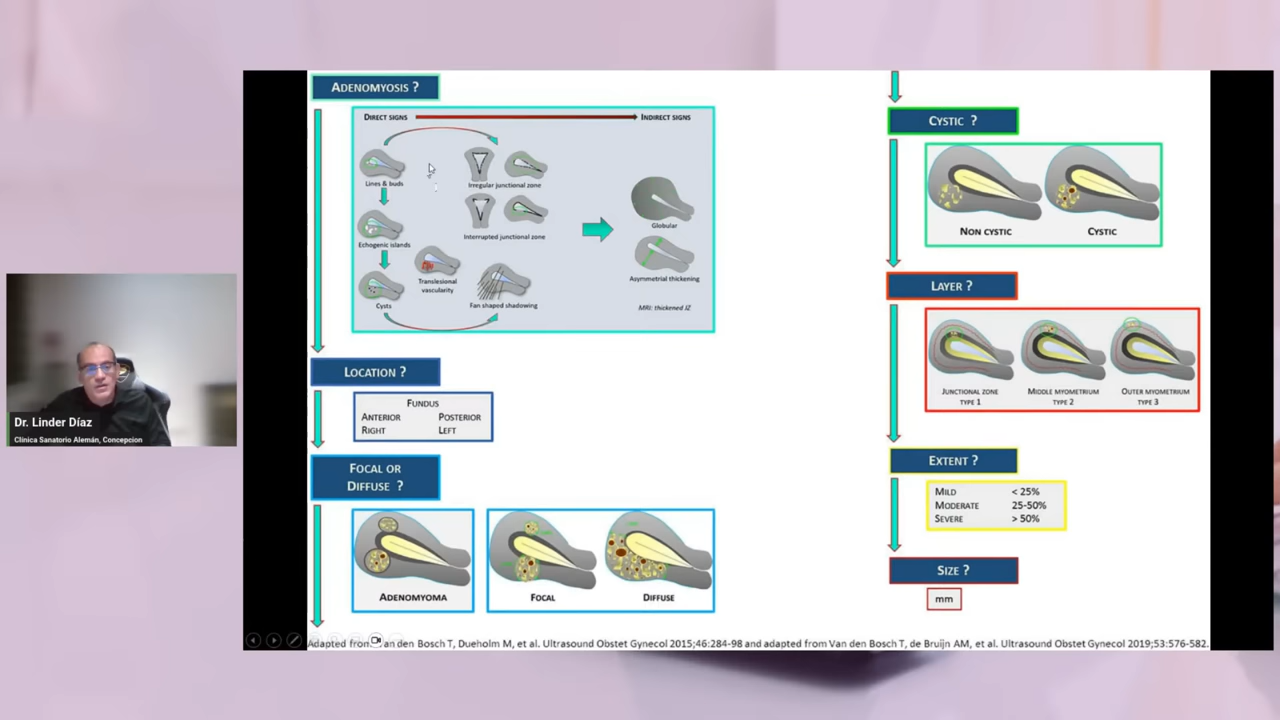 ADENOMYOSIS ?
DIRECT SIGNS
INDIRECT SIGNS
Lines & buds
Irregular junctional zone
Echogenic islands
Interrupted junctional zone
Cysts
Translesional
vascularity
Fan shaped shadowing
Globular
Asymmetrial thickening
MRI: thickened JZ
LOCATION ?
FUNDUS
ANTERIOR POSTERIOR
RIGHT LEFT
FOCAL OR
DIFFUSE ?
ADENOMYOMA
FOCAL
DIFFUSE
CYSTIC ?
NON CYSTIC
CYSTIC
LAYER ?
JUNCTIONAL ZONE
TYPE 1
MIDDLE MYOMETRIUM
TYPE 2
OUTER MYOMETRIUM
TYPE 3
EXTENT ?
MILD < 25%
MODERATE 25-50%
SEVERE > 50%
SIZE ?
mm
Adapted from an den Bosch T, Dueholm M, et al. Ultrasound Obstet Gynecol 2015;46:284-98 and adapted from Van den Bosch T, de Bruijn AM, et al. Ultrasound Obstet Gynecol 2019;53:576-582.
Dr. Linder Díaz
Clínica Sanatorio Alemán, Concepcion